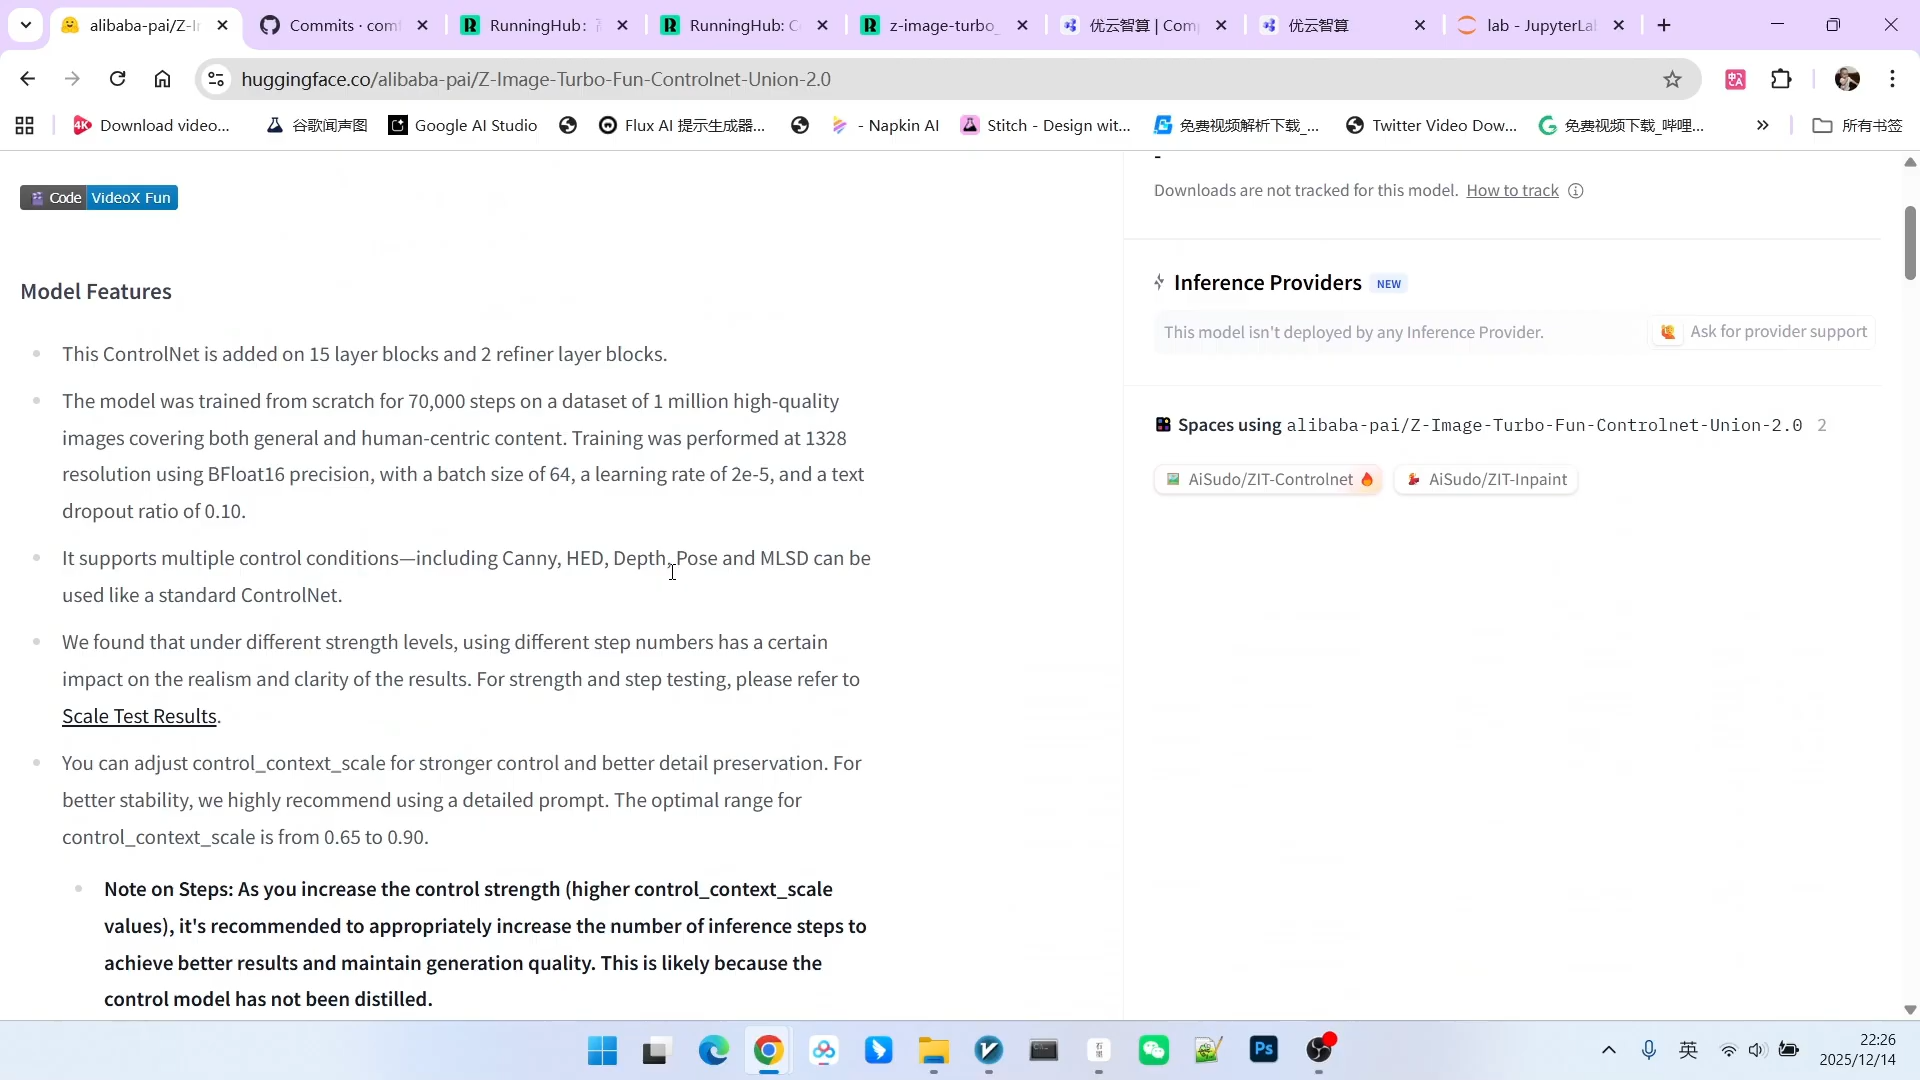 alibaba-pai/Z-I
Commits · com
RunningHub:
RunningHub: C
z-image-turbo_
优云智算 | Com
优云智算
lab - JupyterLa
huggingface.co/alibaba-pai/Z-Image-Turbo-Fun-Controlnet-Union-2.0
Download video...
谷歌闻声图
Google AI Studio
Flux AI 提示生成器...
- Napkin AI
Stitch - Design wit...
免费视频解析下载_...
Twitter Video Dow...
免费视频下载_哔哩...
所有书签
Code VideoX Fun
Model Features
This ControlNet is added on 15 layer blocks and 2 refiner layer blocks.
The model was trained from scratch for 70,000 steps on a dataset of 1 million high-quality
images covering both general and human-centric content. Training was performed at 1328
resolution using BFloat16 precision, with a batch size of 64, a learning rate of 2e-5, and a text
dropout ratio of 0.10.
It supports multiple control conditions—including Canny, HED, Depth, Pose and MLSD can be
used like a standard ControlNet.
We found that under different strength levels, using different step numbers has a certain
impact on the realism and clarity of the results. For strength and step testing, please refer to
Scale Test Results.
You can adjust control_context_scale for stronger control and better detail preservation. For
better stability, we highly recommend using a detailed prompt. The optimal range for
control_context_scale is from 0.65 to 0.90.
Note on Steps: As you increase the control strength (higher control_context_scale
values), it's recommended to appropriately increase the number of inference steps to
achieve better results and maintain generation quality. This is likely because the
control model has not been distilled.
-
Downloads are not tracked for this model. How to track
Inference Providers NEW
This model isn't deployed by any Inference Provider.
Ask for provider support
Spaces using alibaba-pai/Z-Image-Turbo-Fun-Controlnet-Union-2.0 2
AiSudo/ZIT-Controlnet
AiSudo/ZIT-Inpaint
Ps
英
22:26
2025/12/14